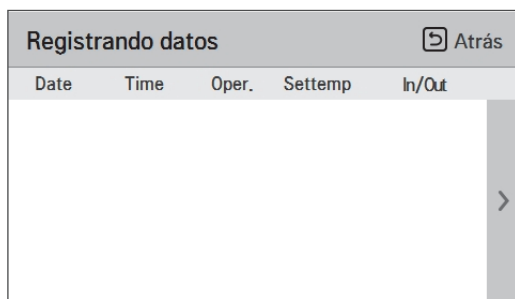 Registrando datos Atrás
Date Time Oper. Settemp In/Out